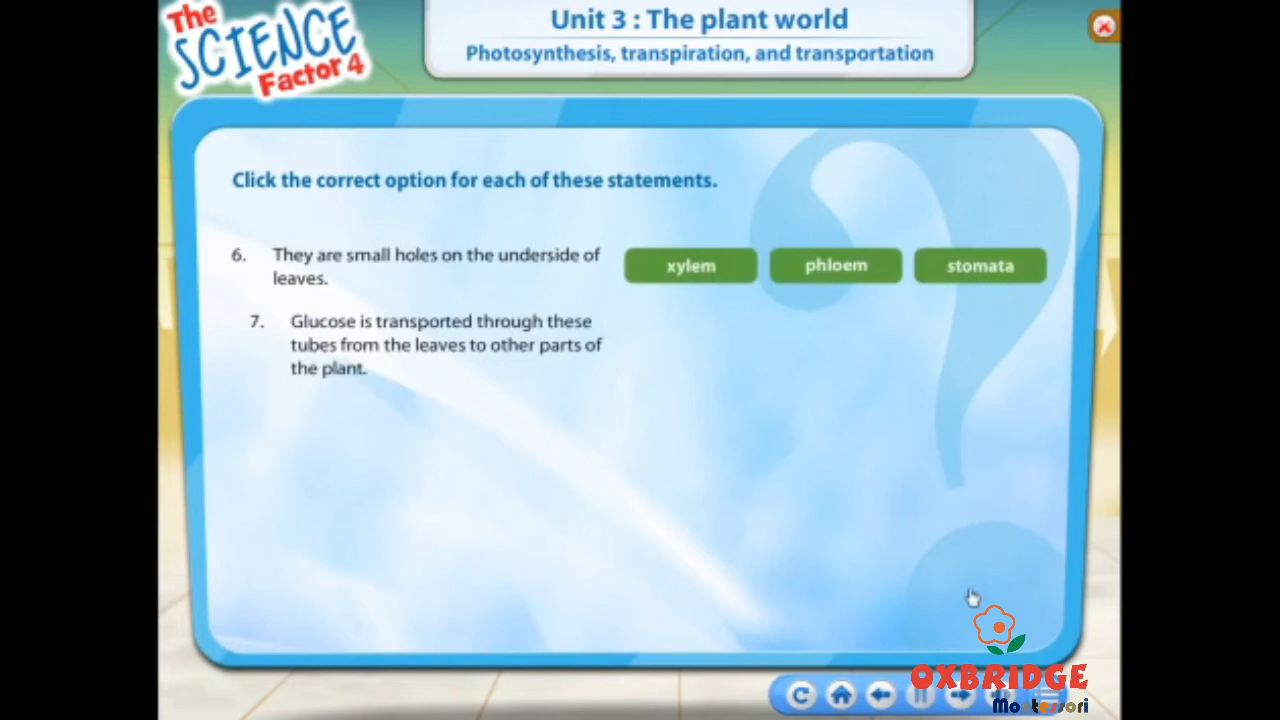 The
SCIENCE
Factor 4
Unit 3 : The plant world
Photosynthesis, transpiration, and transportation
Click the correct option for each of these statements.
6. They are small holes on the underside of
leaves.
xylem phloem stomata
7. Glucose is transported through these
tubes from the leaves to other parts of
the plant.
OXBRIDGE
Montessori